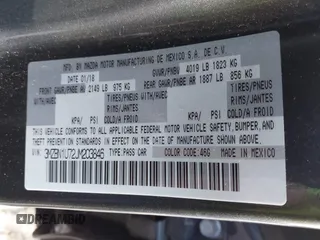 MFD. BY MAZDA MOTOR MANUFACTURING DE MEXICO S.A. DE C.V.
DATE 01/18 GVWR/PNBV 4019 LB 1823 KG
FRONT GAWR/PNBE AV 2149 LB 975 KG REAR GAWR/PNBE AR 1887 LB 856 KG
WITH/AVEC TIRES/PNEUS WITH/AVEC TIRES/PNEUS
RIMS/JANTES RIMS/JANTES
KPA/ PSI COLD/A FROID KPA/ PSI COLD/A FROID
THIS VEHICLE CONFORMS TO ALL APPLICABLE FEDERAL MOTOR VEHICLE SAFETY, BUMPER, AND THEFT PREVENTION STANDARDS IN EFFECT ON THE DATE OF MANUFACTURE SHOWN ABOVE.
TYPE PASS CAR COLOR CODE:46G MADE IN MEXICO